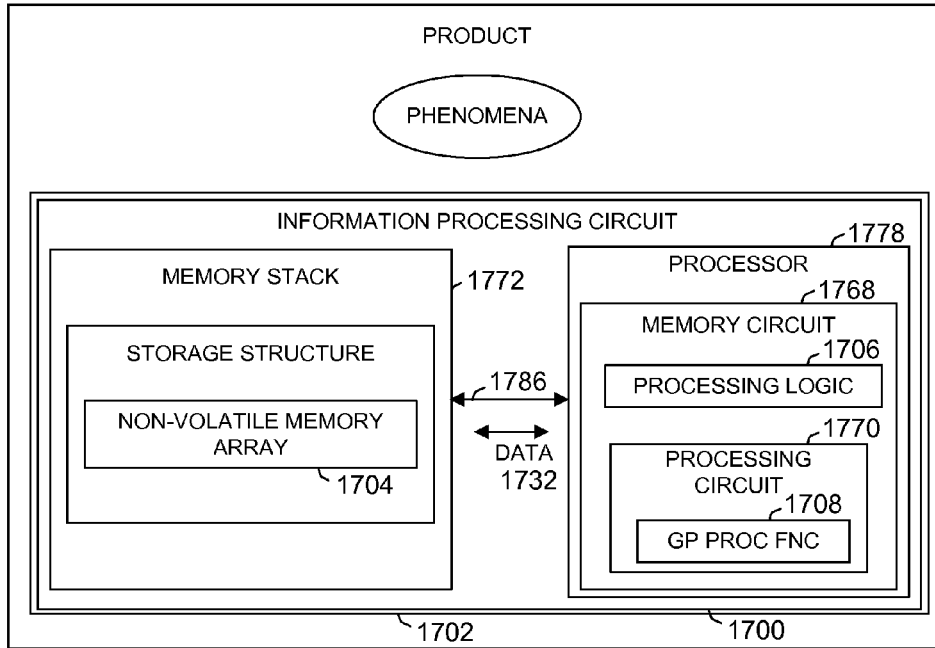 PRODUCT
PHENOMENA
INFORMATION PROCESSING CIRCUIT
1778
MEMORY STACK
1772
PROCESSOR
1768
STORAGE STRUCTURE
MEMORY CIRCUIT
1706
1786
PROCESSING LOGIC
NON-VOLATILE MEMORY
ARRAY
1704
DATA
1732
1770
PROCESSING
CIRCUIT
1708
GP PROC FNC
1702
1700